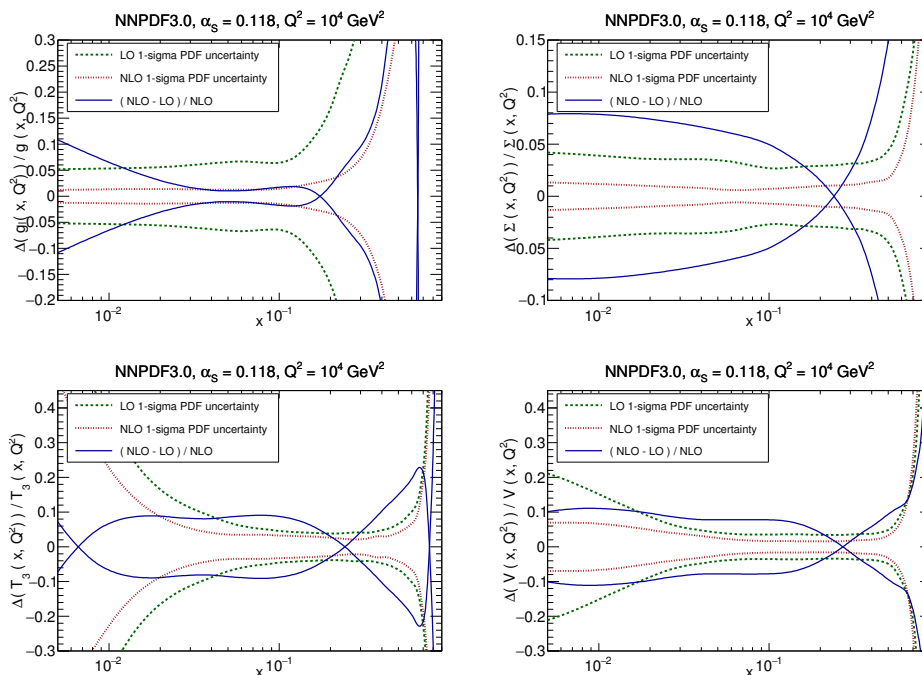 NNPDF3.0, αS = 0.118, Q² = 10⁴ GeV²
LO 1-sigma PDF uncertainty
NLO 1-sigma PDF uncertainty
( NLO - LO ) / NLO
Δ( g( x, Q²) ) / g ( x, Q²)
0.3
0.25
0.2
0.15
0.1
0.05
0
−0.05
−0.1
−0.15
−0.2
10⁻²
x
10⁻¹
NNPDF3.0, αS = 0.118, Q² = 10⁴ GeV²
LO 1-sigma PDF uncertainty
NLO 1-sigma PDF uncertainty
( NLO - LO ) / NLO
Δ( Σ ( x, Q²) ) / Σ ( x, Q²)
0.15
0.1
0.05
0
−0.05
0.1
10⁻²
x
10⁻¹
NNPDF3.0, αS = 0.118, Q² = 10⁴ GeV²
LO 1-sigma PDF uncertainty
NLO 1-sigma PDF uncertainty
( NLO - LO ) / NLO
Δ( T₃ ( x, Q²) ) / T₃ ( x, Q²)
0.4
0.3
0.2
0.1
0
−0.1
−0.2
−0.3
10⁻²
x
10⁻¹
NNPDF3.0, αS = 0.118, Q² = 10⁴ GeV²
LO 1-sigma PDF uncertainty
NLO 1-sigma PDF uncertainty
( NLO - LO ) / NLO
Δ( V ( x, Q²) ) / V ( x, Q²)
0.4
0.3
0.2
0.1
0
−0.1
−0.2
−0.3
10⁻²
x
10⁻¹